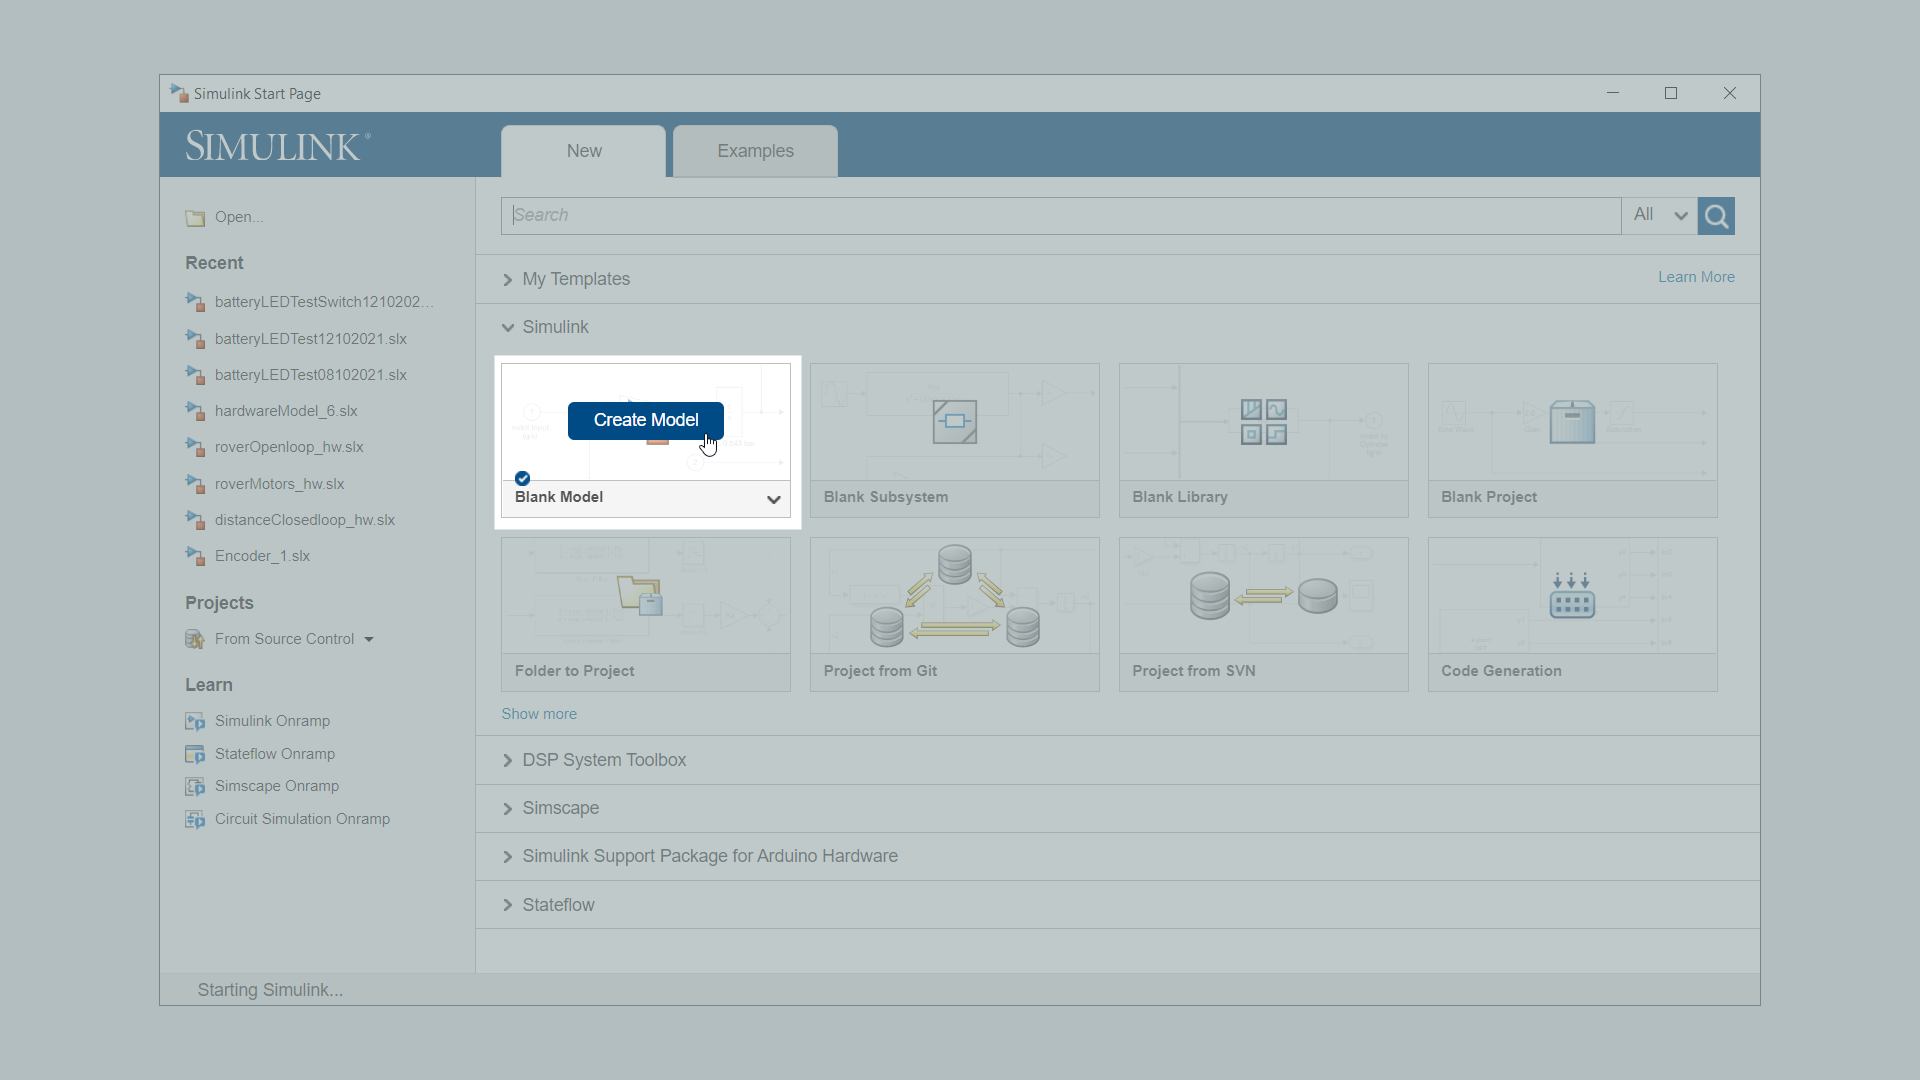 Simulink Start Page
SIMULINK®
New
Examples
Open...
Search
All
Recent
My Templates
Learn More
batteryLEDTestSwitch1210202...
Simulink
batteryLEDTest12102021.slx
batteryLEDTest08102021.slx
hardwareModel_6.slx
roverOpenloop_hw.slx
roverMotors_hw.slx
distanceClosedloop_hw.slx
Encoder_1.slx
Create Model
Blank Model
Blank Subsystem
Blank Library
Blank Project
Projects
From Source Control
Folder to Project
Project from Git
Project from SVN
Code Generation
Learn
Show more
Simulink Onramp
Stateflow Onramp
Simscape Onramp
Circuit Simulation Onramp
DSP System Toolbox
Simscape
Simulink Support Package for Arduino Hardware
Stateflow
Starting Simulink...